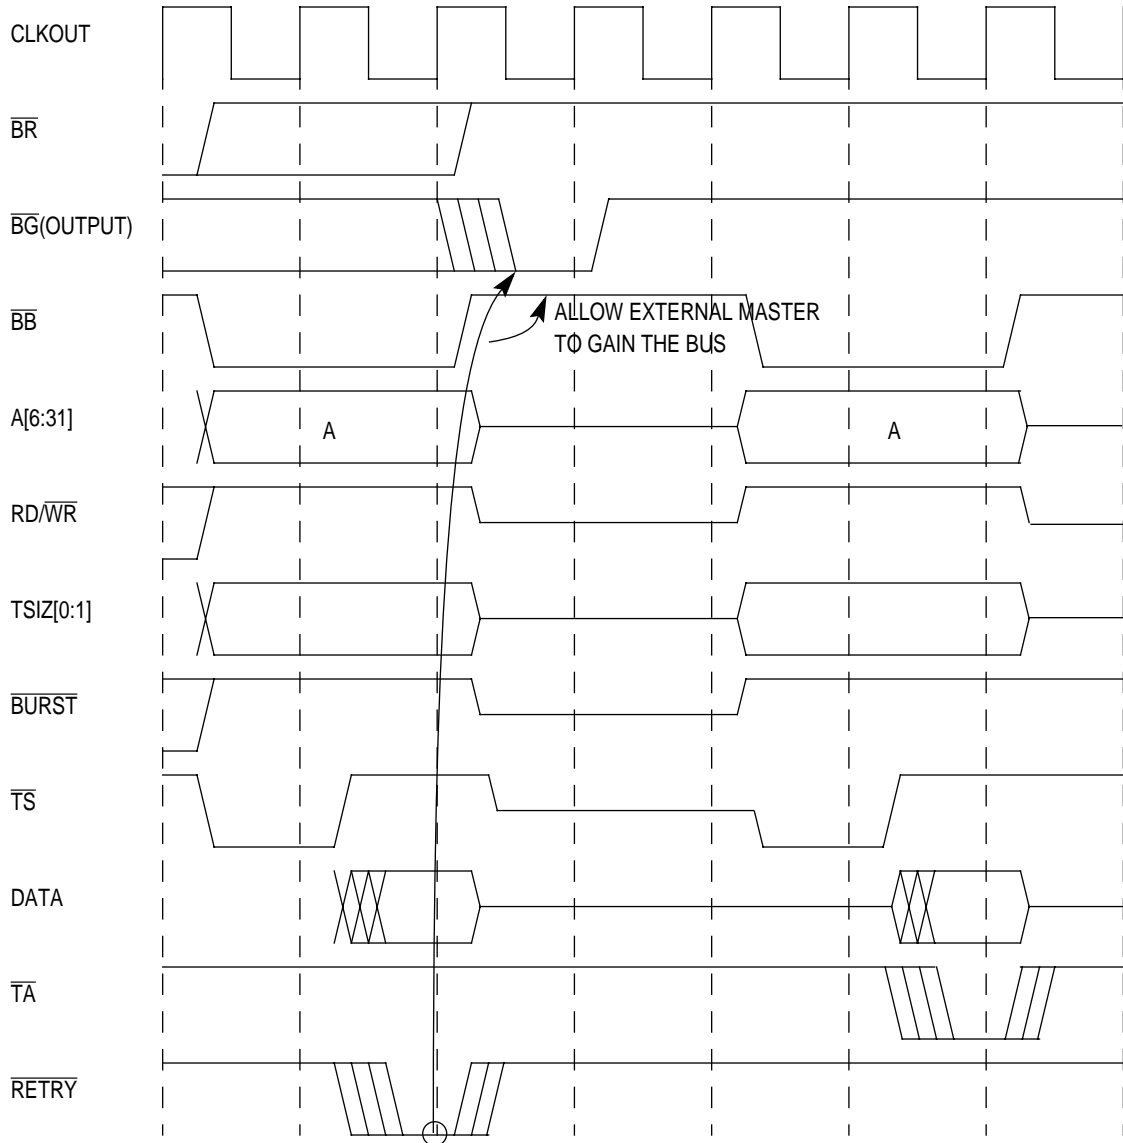 CLKOUT
BR
BG(OUTPUT)
BB
ALLOW EXTERNAL MASTER
TO GAIN THE BUS
A[6:31]
A
A
RD/WR
TSIZ[0:1]
BURST
TS
DATA
TA
RETRY